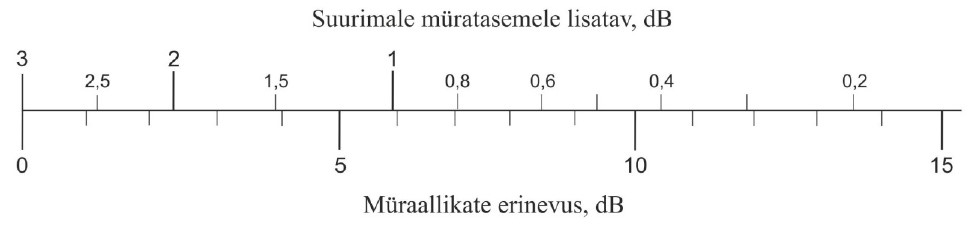 Suurimale müratasemele lisatav, dB
3 2,5 2 1,5 1 0,8 0,6 0,4 0,2
0 5 10 15
Müraallikate erinevus, dB